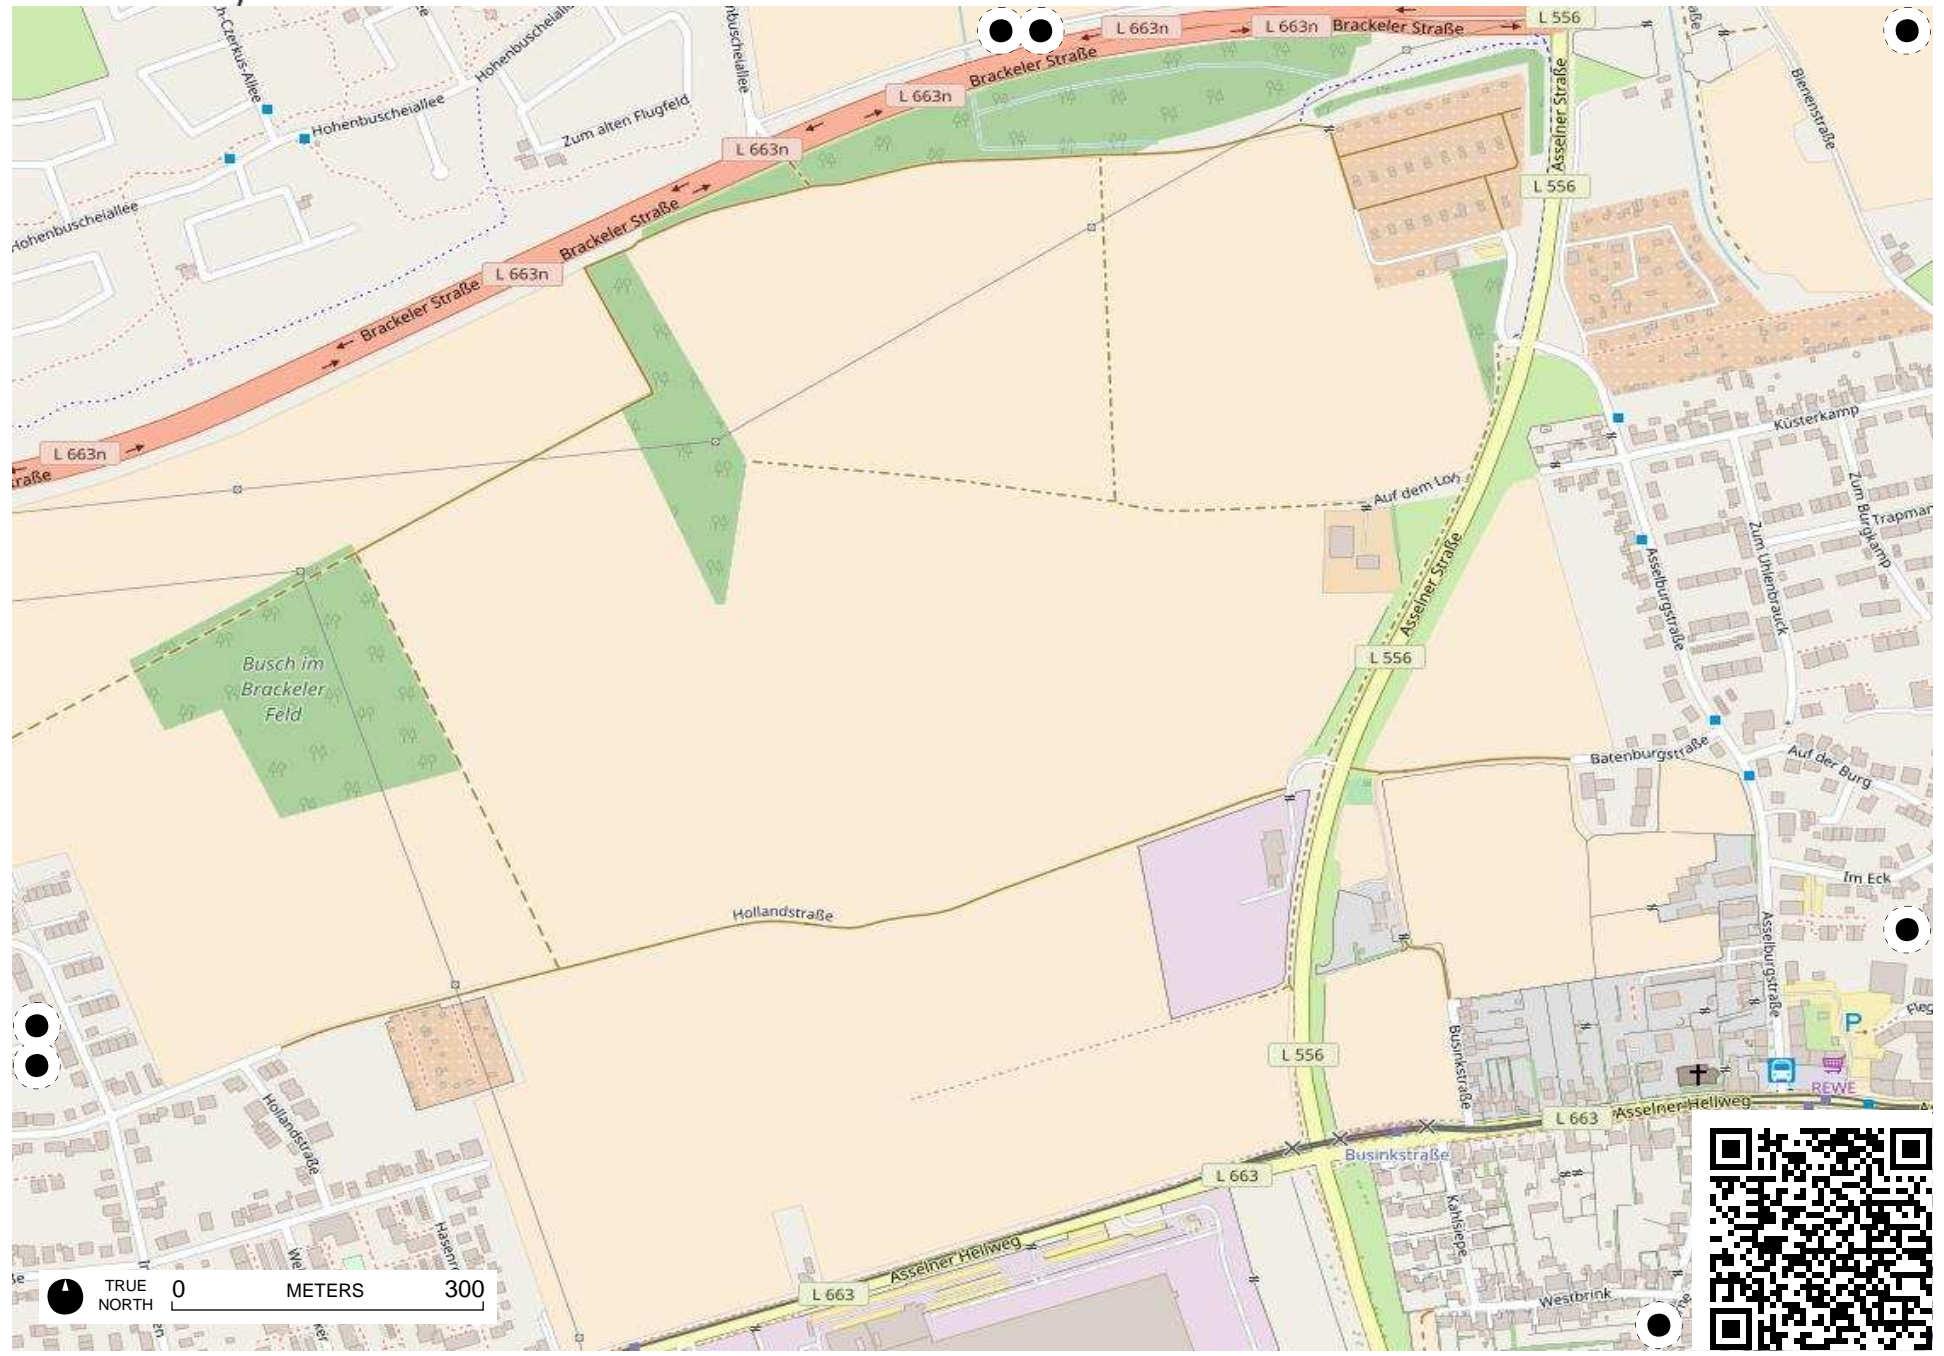 L 663n
L 663n
Brackeler Straße
L 556
Brackeler Straße
L 663n
Hohenbuscheiallee
Zum alten Flugfeld
L 663n
Asselner Straße
Bienenstraße
L 556
Hohenbuscheiallee
Brackeler Straße
L 663n
Brackeler Straße
Küsterkamp
L 663n
Auf dem Loh
Zum Burgkamp
Zum Uhlenbrauck
Asselner Straße
Asselburgstraße
L 556
Busch im
Brackeler
Feld
Batenburgstraße
Auf der Burg
Im Eck
Hollandstraße
Asselburgstraße
P
L 556
Businkstraße
REWE
Hollandstraße
L 663
Asselner Hellweg
Businkstraße
L 663
Kahlsiepe
Asselner Hellweg
L 663
Westbrink
TRUE
NORTH
0 METERS 300